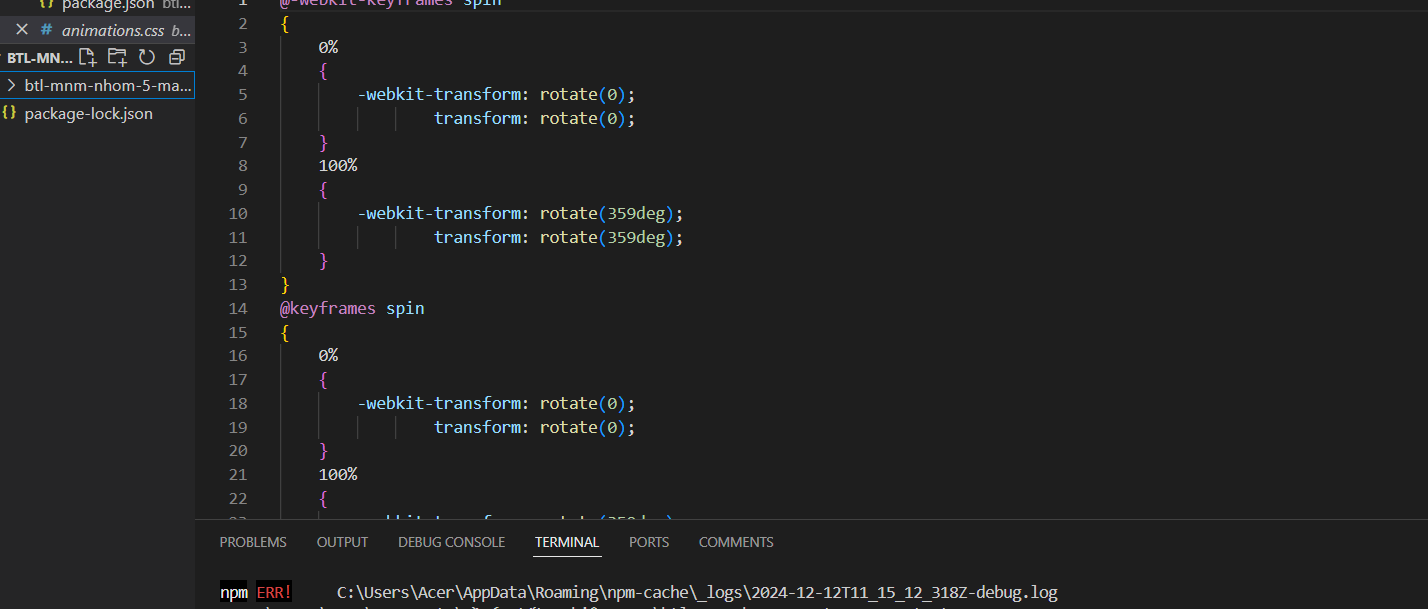 package.json btl...
animations.css b...
BTL-MN...
btl-mnm-nhom-5-ma...
package-lock.json
1 @-webkit-keyframes spin
2 {
3 0%
4 {
5 -webkit-transform: rotate(0);
6 transform: rotate(0);
7 }
8 100%
9 {
10 -webkit-transform: rotate(359deg);
11 transform: rotate(359deg);
12 }
13 }
14 @keyframes spin
15 {
16 0%
17 {
18 -webkit-transform: rotate(0);
19 transform: rotate(0);
20 }
21 100%
22 {
23 -webkit-transform: rotate(359deg);
PROBLEMS OUTPUT DEBUG CONSOLE TERMINAL PORTS COMMENTS
npm ERR! C:\Users\Acer\AppData\Roaming\npm-cache\_logs\2024-12-12T11_15_12_318Z-debug.log